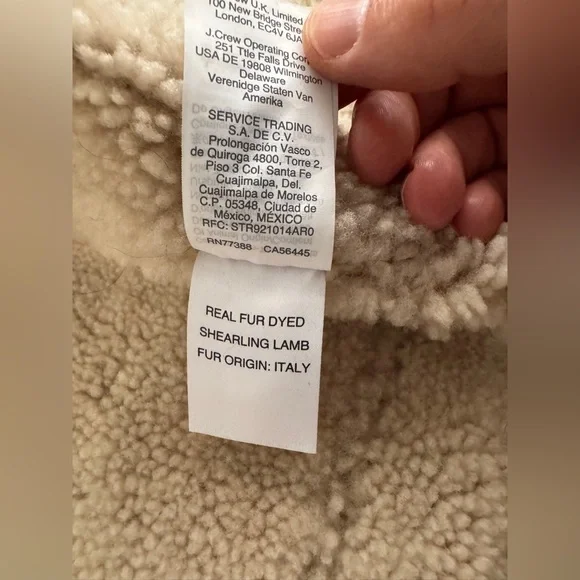 U.K. Limited
100 New Bridge Stre
London, EC4V 6JA
J.Crew Operating Corp
251 Ttle Falls Drive
USA DE 19808 Wilmington
Delaware
Verenidge Staten Van
Amerika
SERVICE TRADING
S.A. DE C.V.
Prolongación Vasco
de Quiroga 4800, Torre 2,
Piso 3 Col. Santa Fe
Cuajimalpa, Del.
Cuajimalpa de Morelos
C.P. 05348, Ciudad de
México, MÉXICO
RFC: STR921014AR0
RN77388 CA56445
REAL FUR DYED
SHEARLING LAMB
FUR ORIGIN: ITALY